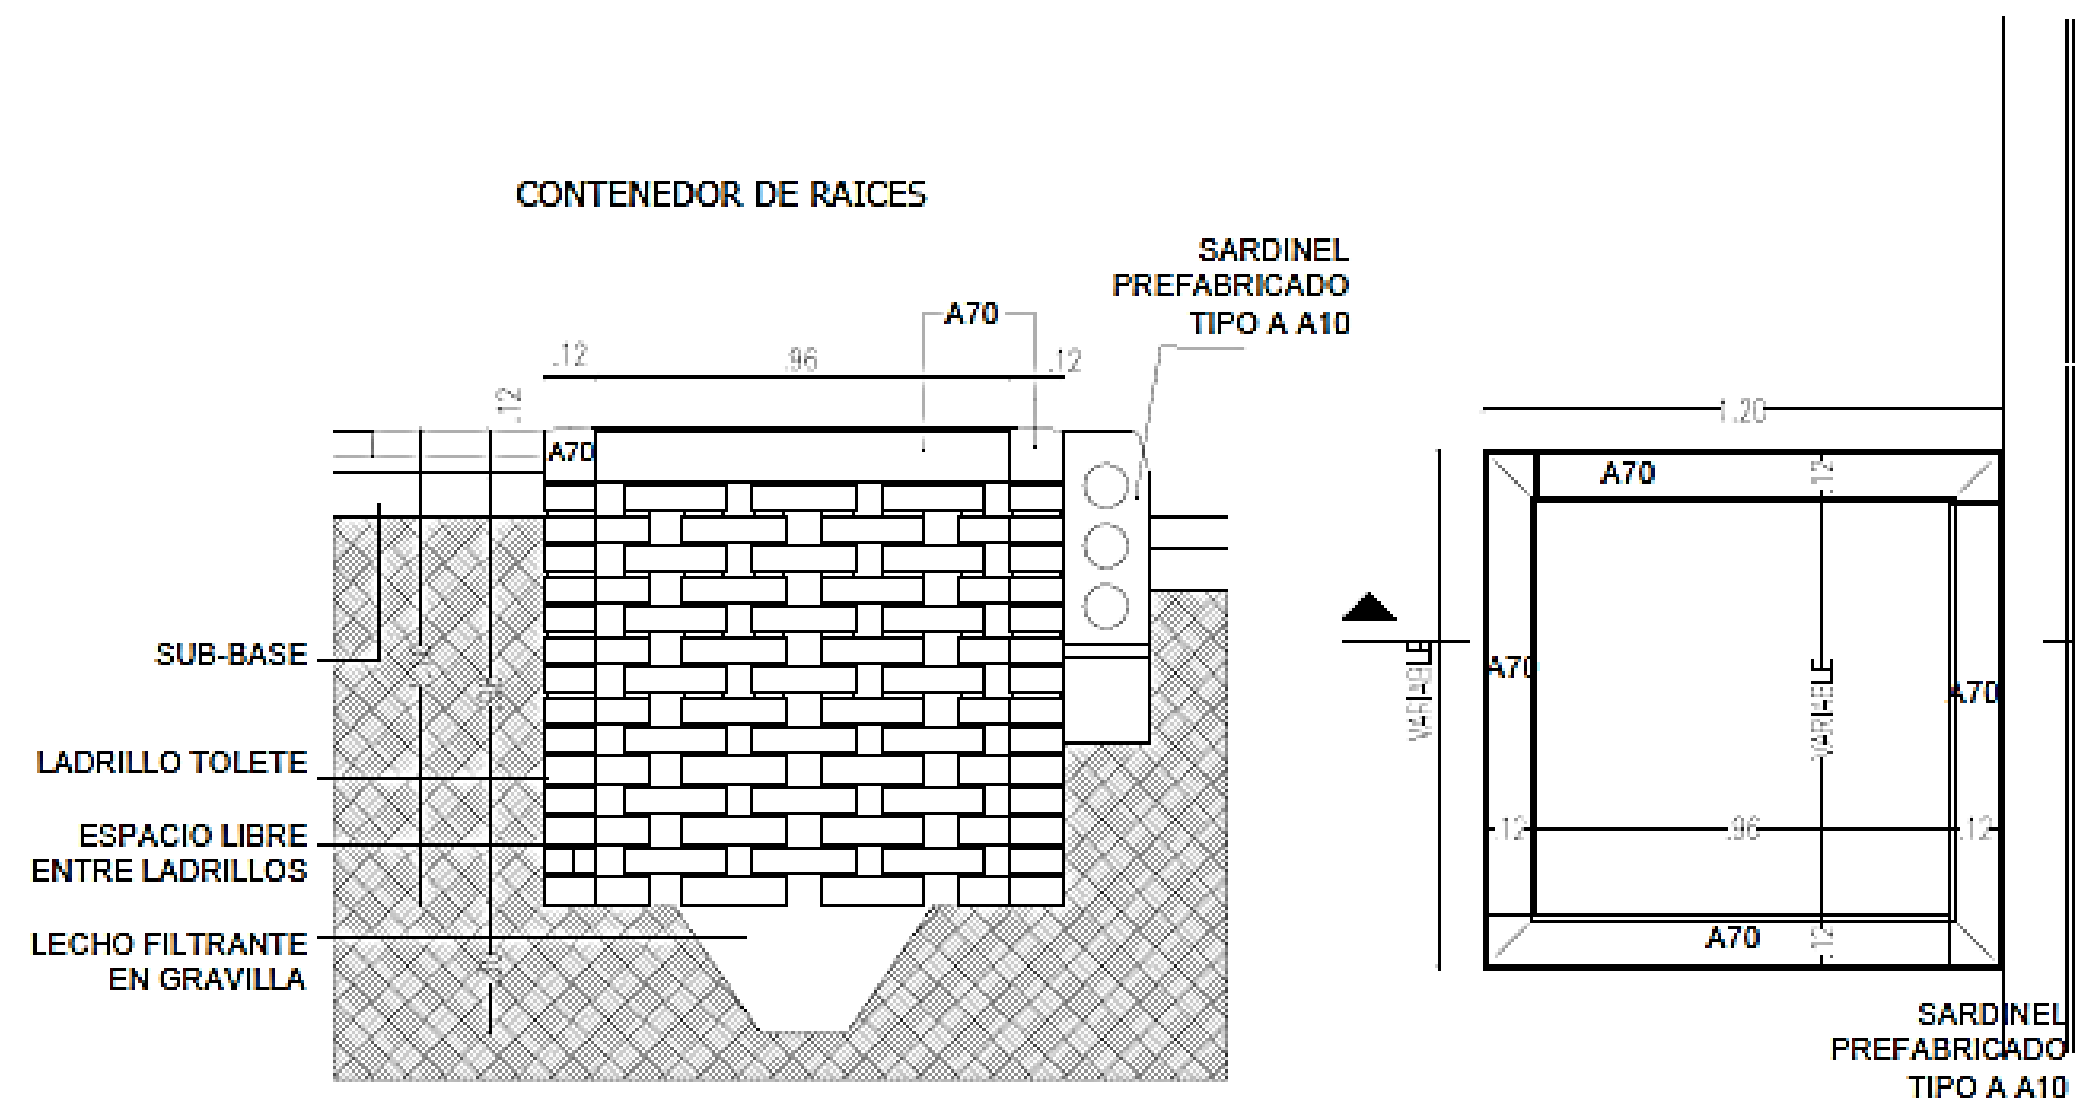 CONTENEDOR DE RAICES
SARDINEL
PREFABRICADO
TIPO A A10
A70
.12
.96
.12
.12
A70
SUB-BASE
LADRILLO TOLETE
ESPACIO LIBRE
ENTRE LADRILLOS
LECHO FILTRANTE
EN GRAVILLA
1.20
A70
.12
VARIABLE
A70
VARIABLE
A70
.12
.96
.12
A70
.12
SARDINEL
PREFABRICADO
TIPO A A10